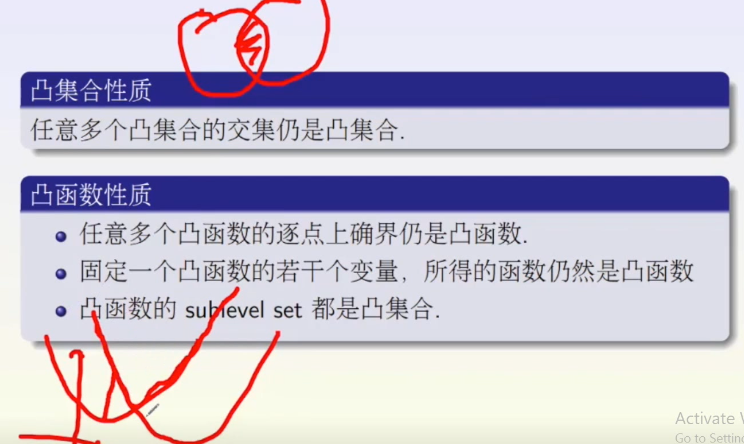 凸集合性质
任意多个凸集合的交集仍是凸集合.
凸函数性质
任意多个凸函数的逐点上确界仍是凸函数.
固定一个凸函数的若干个变量，所得的函数仍然是凸函数
凸函数的 sublevel set 都是凸集合.
Activate
Go to Settin